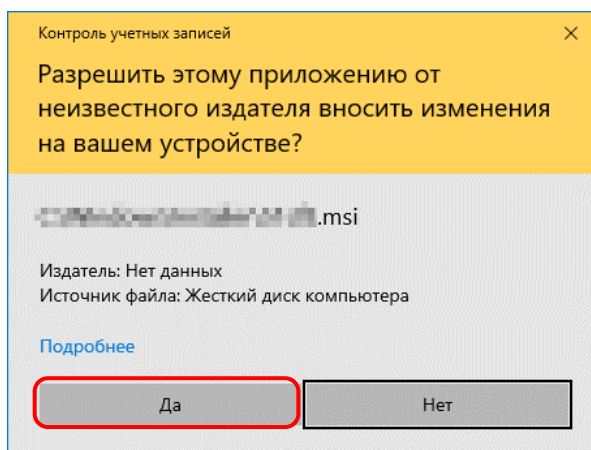 Контроль учетных записей
Разрешить этому приложению от
неизвестного издателя вносить изменения
на вашем устройстве?
.msi
Издатель: Нет данных
Источник файла: Жесткий диск компьютера
Подробнее
Да
Нет